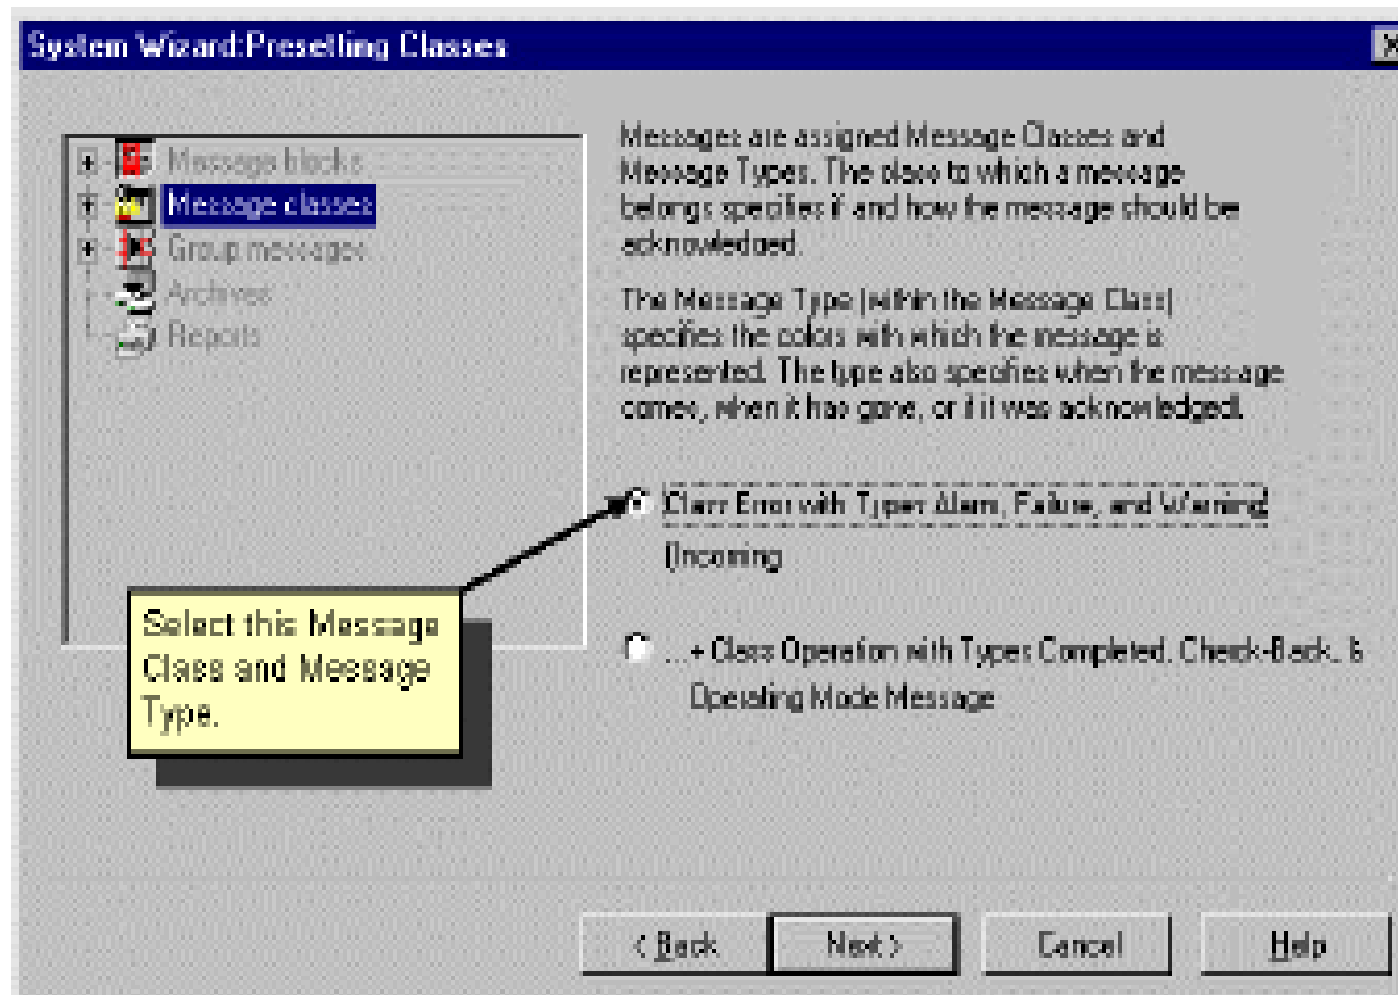 System Wizard:Presetting Classes
Message blocks
Message classes
Group messages
Archives
Reports
Messages are assigned Message Classes and
Message Types. The class to which a message
belongs specifies if and how the message should be
acknowledged.
The Message Type (within the Message Class)
specifies the colors with which the message is
represented. The type also specifies when the message
comes, when it has gone, or if it was acknowledged.
Class Error with Types Alarm, Failure, and Warning
(Incoming
...+ Class Operation with Types Completed, Check-Back, &
Operating Mode Message
Select this Message
Class and Message
Type.
< Back
Next >
Cancel
Help